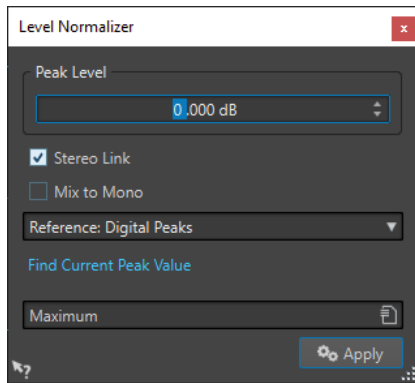 Level Normalizer
x
Peak Level
0.000 dB
Stereo Link
Mix to Mono
Reference: Digital Peaks
Find Current Peak Value
Maximum
Apply
?